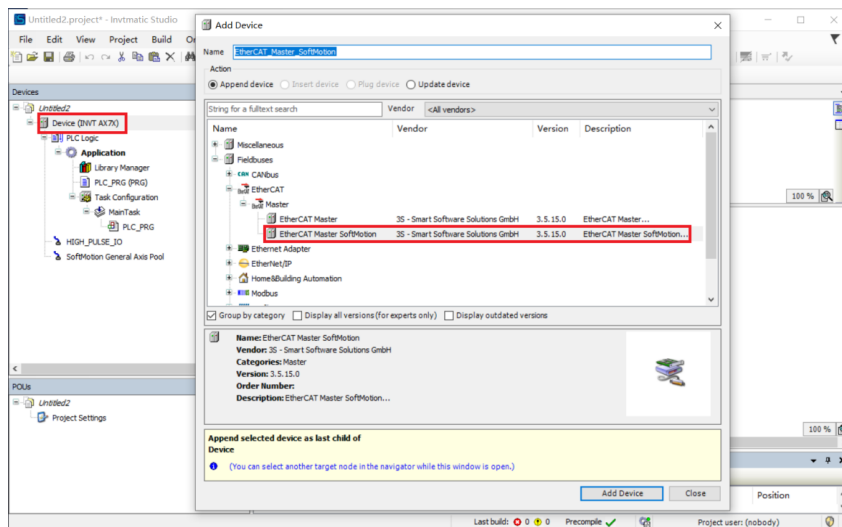 Untitled2.project* - Invtmatic Studio
File Edit View Project Build
Devices
Untitled2
Device (INVT AX7X)
PLC Logic
Application
Library Manager
PLC_PRG (PRG)
Task Configuration
MainTask
PLC_PRG
HIGH_PULSE_IO
SoftMotion General Axis Pool
POUs
Untitled2
Project Settings
Add Device
Name EtherCAT_Master_SoftMotion
Action
Append device Insert device Plug device Update device
String for a fulltext search Vendor <All vendors>
Name Vendor Version Description
Miscellaneous
Fieldbuses
CAN CANbus
EtherCAT
Master
EtherCAT Master 3S - Smart Software Solutions GmbH 3.5.15.0 EtherCAT Master...
EtherCAT Master SoftMotion 3S - Smart Software Solutions GmbH 3.5.15.0 EtherCAT Master SoftMotion...
Ethernet Adapter
EtherNet/IP
Home&Building Automation
Modbus
Group by category Display all versions (for experts only) Display outdated versions
Name: EtherCAT Master SoftMotion
Vendor: 3S - Smart Software Solutions GmbH
Categories: Master
Version: 3.5.15.0
Order Number:
Description: EtherCAT Master SoftMotion...
Append selected device as last child of
Device
(You can select another target node in the navigator while this window is open.)
Add Device Close
100 %
100 %
Position
Last build: 0 0 Precompile Project user: (nobody)